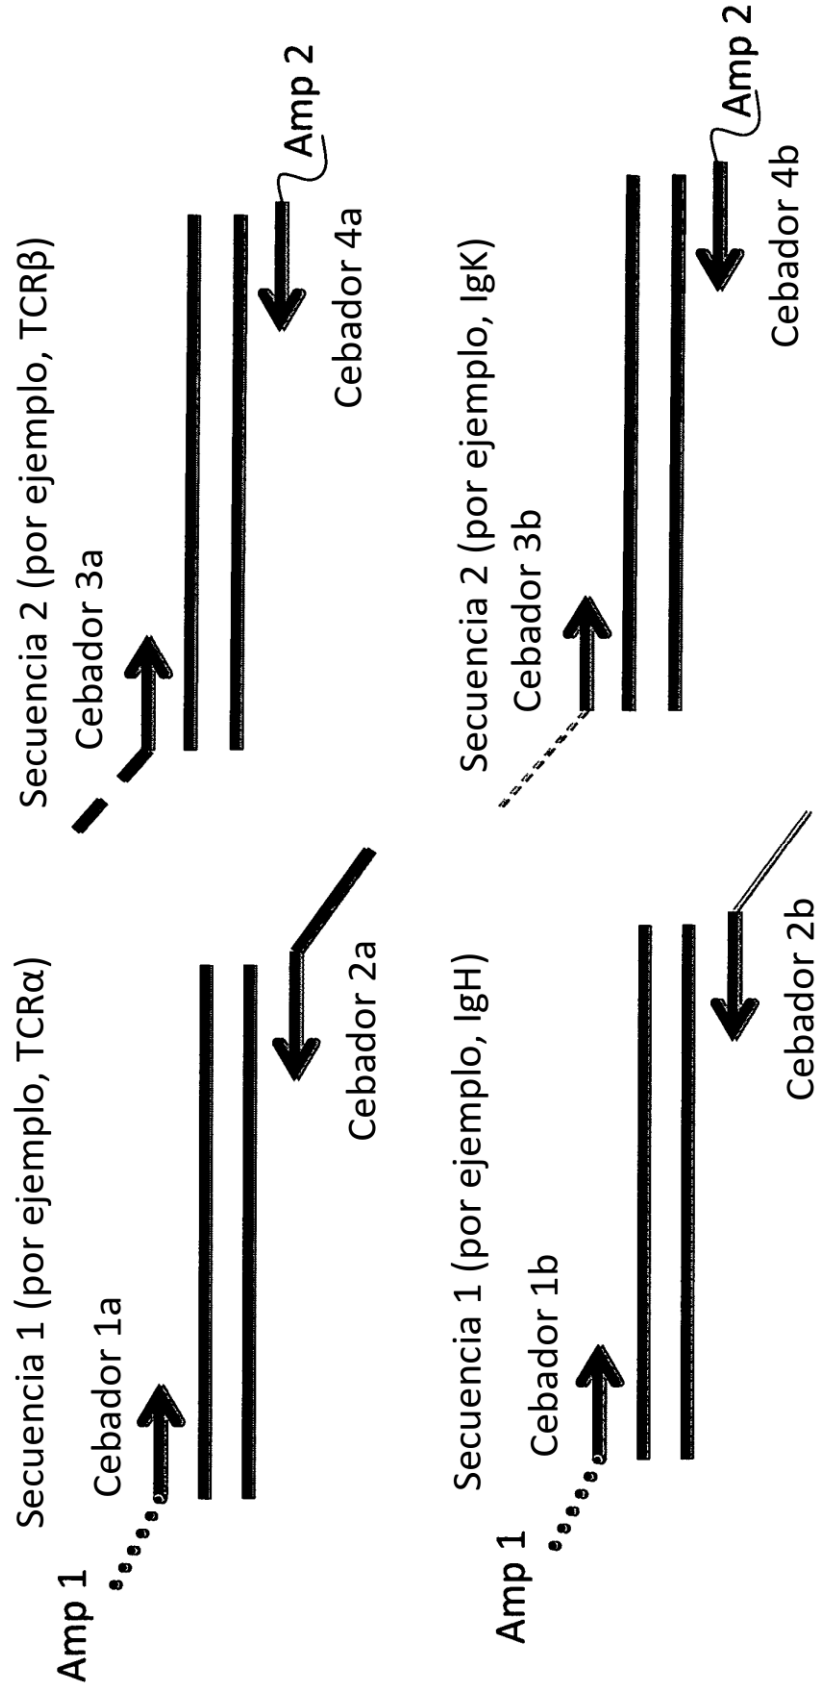 Secuencia 1 (por ejemplo, TCRα)
Cebador 1a
Amp 1
Cebador 2a
Secuencia 2 (por ejemplo, TCRβ)
Cebador 3a
Amp 2
Cebador 4a
Secuencia 1 (por ejemplo, IgH)
Cebador 1b
Amp 1
Cebador 2b
Secuencia 2 (por ejemplo, IgK)
Cebador 3b
Amp 2
Cebador 4b